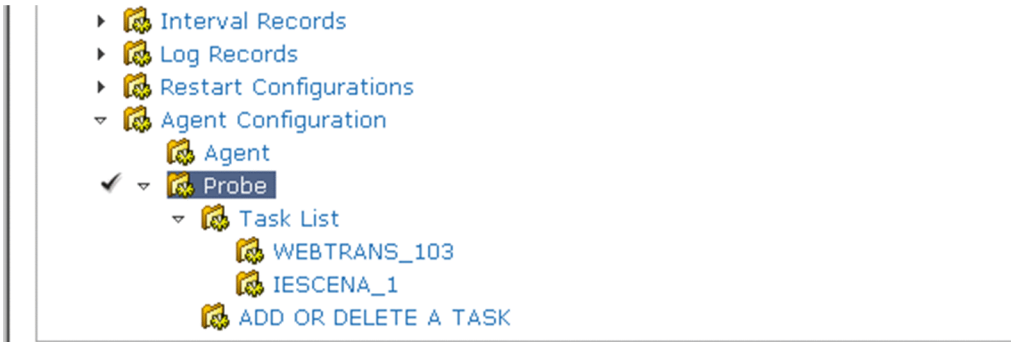 Interval Records
Log Records
Restart Configurations
Agent Configuration
Agent
Probe
Task List
WEBTRANS_103
IESCENA_1
ADD OR DELETE A TASK